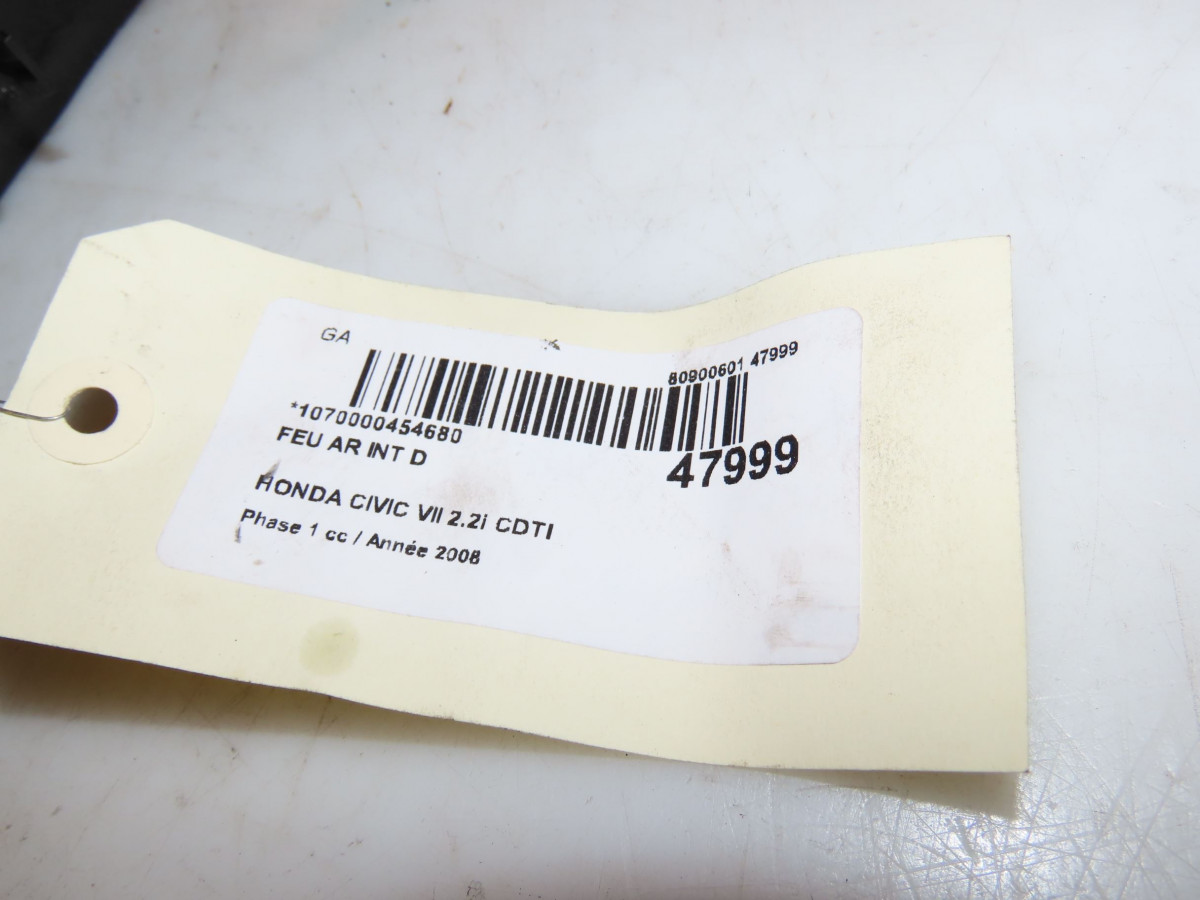 GA
80900601 47999
*1070000454680
47999
FEU AR INT D
HONDA CIVIC VII 2.2i CDTI
Phase 1 cc / Année 2008